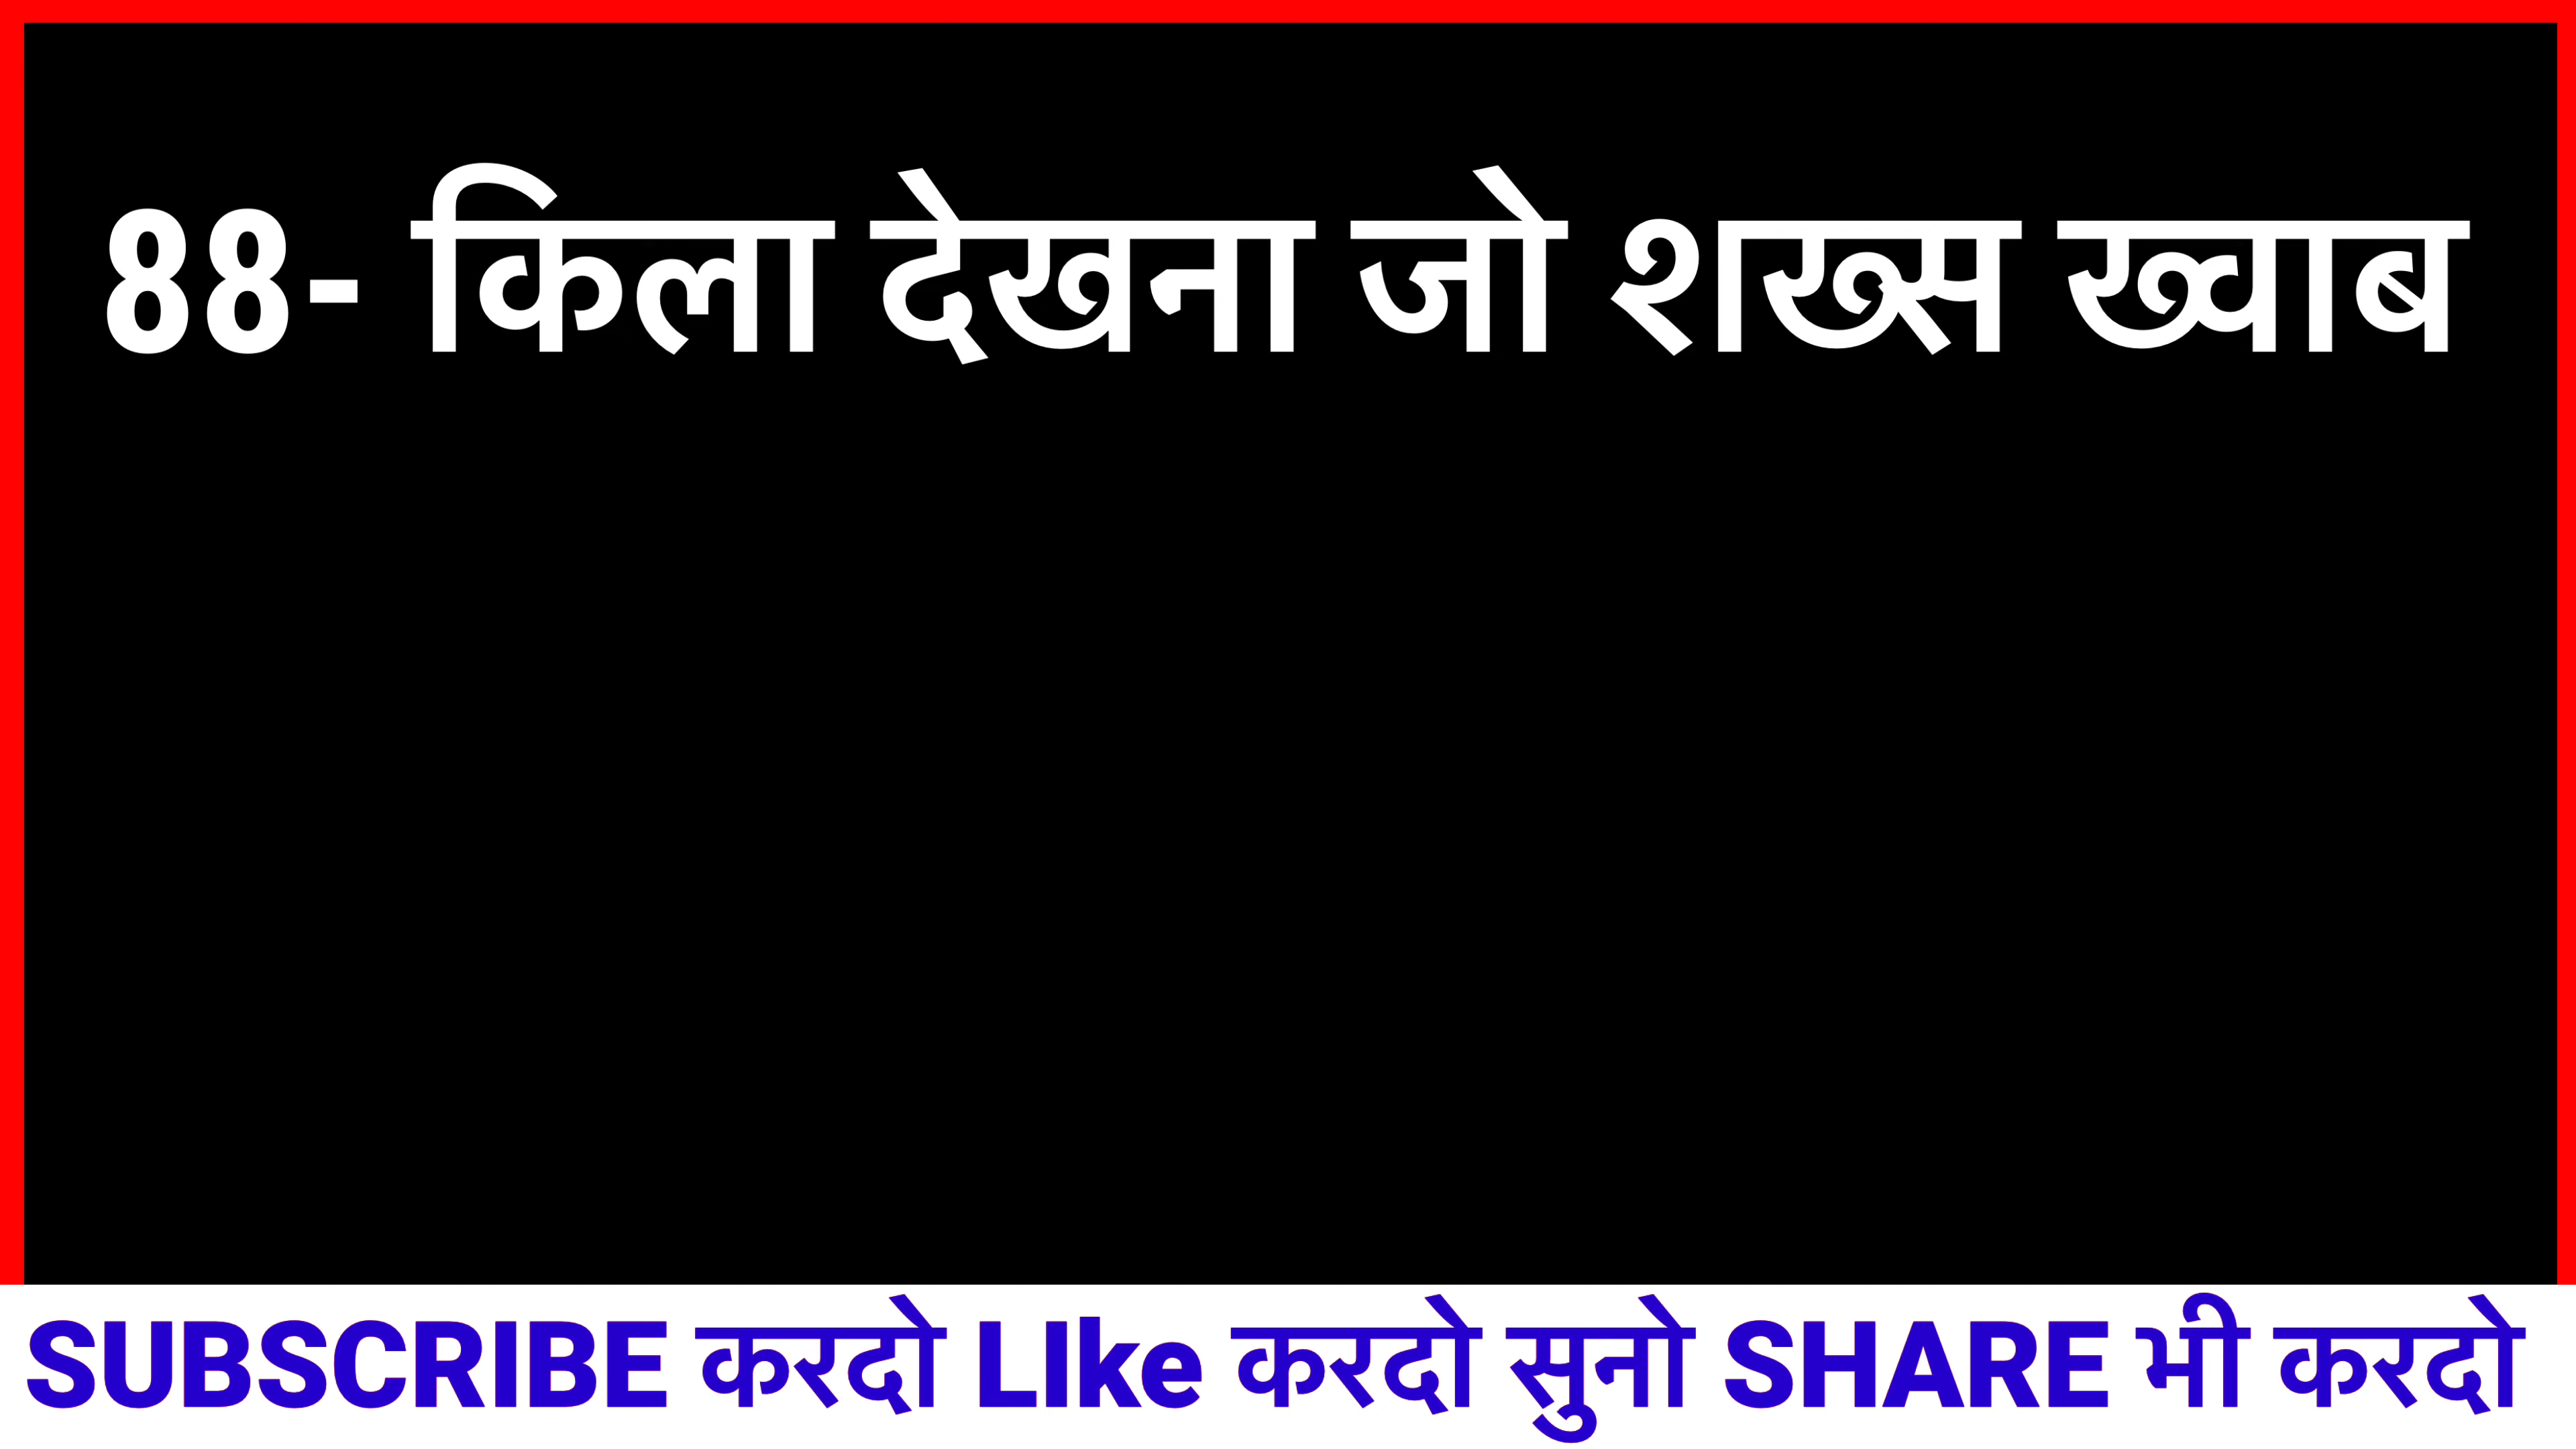 88- किला देखना जो शख्स ख्वाब
SUBSCRIBE करदो LIke करदो सुनो SHARE भी करदो